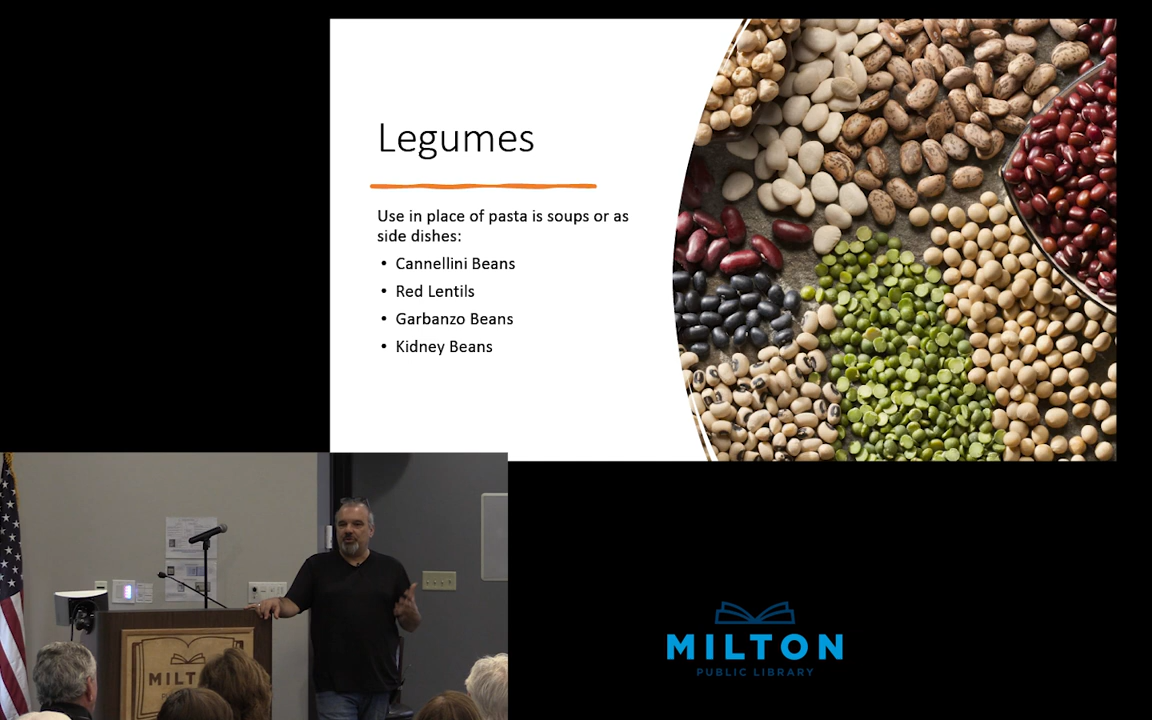 Legumes
Use in place of pasta is soups or as
side dishes:
• Cannellini Beans
• Red Lentils
• Garbanzo Beans
• Kidney Beans
MILT
MILTON
PUBLIC LIBRARY